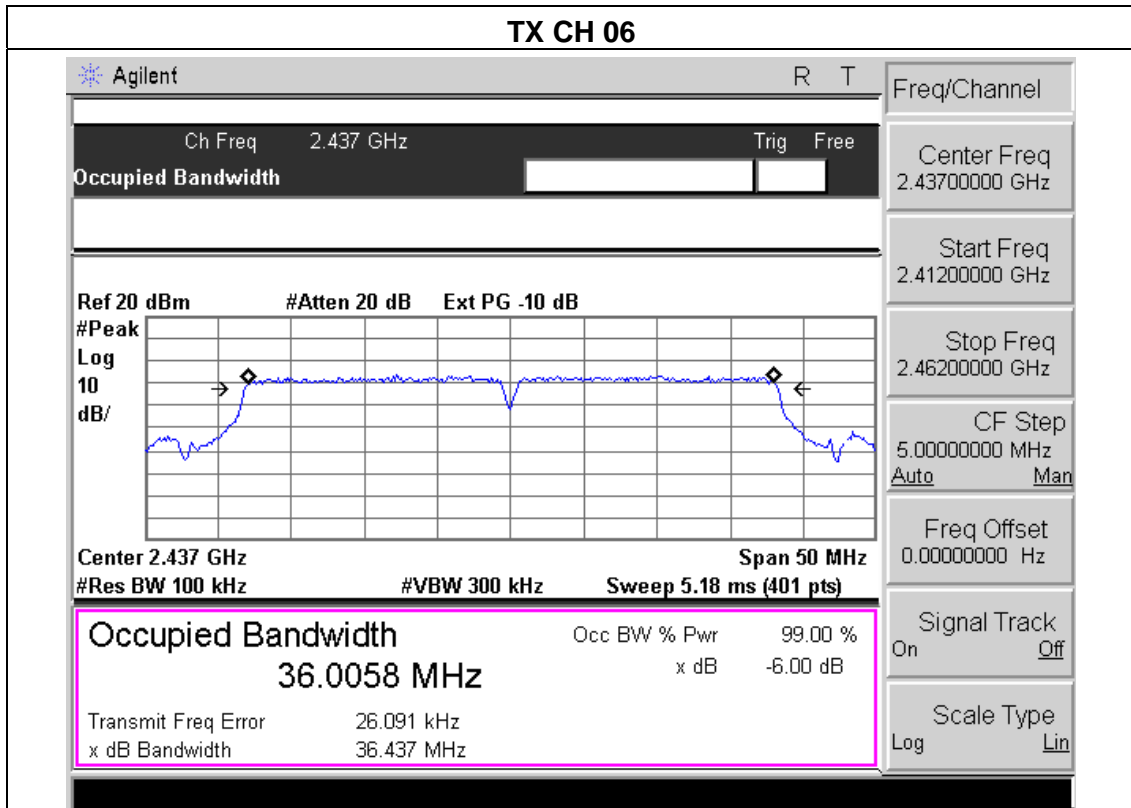 TX CH 06
Agilent R T
Freq/Channel
Ch Freq 2.437 GHz Trig Free
Occupied Bandwidth
Center Freq
2.43700000 GHz
Start Freq
2.41200000 GHz
Ref 20 dBm #Atten 20 dB Ext PG -10 dB
#Peak
Log
10
dB/
Stop Freq
2.46200000 GHz
CF Step
5.00000000 MHz
Auto Man
Center 2.437 GHz Span 50 MHz
#Res BW 100 kHz #VBW 300 kHz Sweep 5.18 ms (401 pts)
Freq Offset
0.00000000 Hz
Occupied Bandwidth Occ BW % Pwr 99.00 %
36.0058 MHz x dB -6.00 dB
Transmit Freq Error 26.091 kHz
x dB Bandwidth 36.437 MHz
Signal Track
On Off
Scale Type
Log Lin